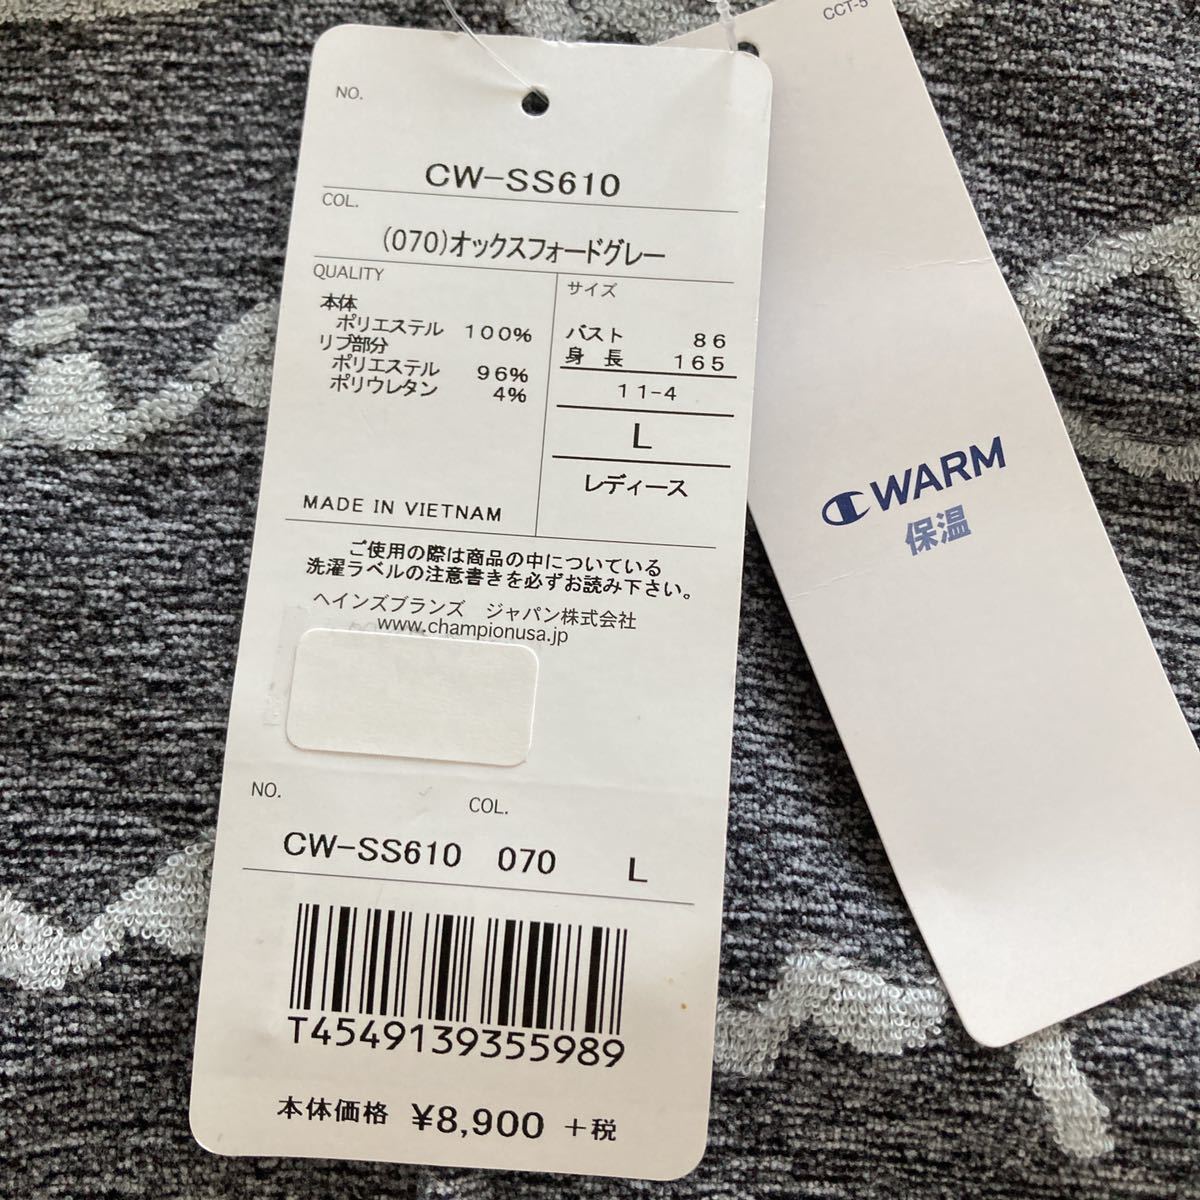 NO.
CW-SS610
COL.
(070)オックスフォードグレー
QUALITY
本体
ポリエステル 100%
リブ部分
ポリエステル 96%
ポリウレタン 4%
MADE IN VIETNAM
サイズ
バスト 86
身 長 165
11-4
L
レディース
ご使用の際は商品の中についている
洗濯ラベルの注意書きを必ずお読み下さい。
ヘインズブランズ ジャパン株式会社
www.championusa.jp
NO. COL.
CW-SS610 070 L
T4549139355989
本体価格 ¥8,900 +税
CCT-5
WARM
保温